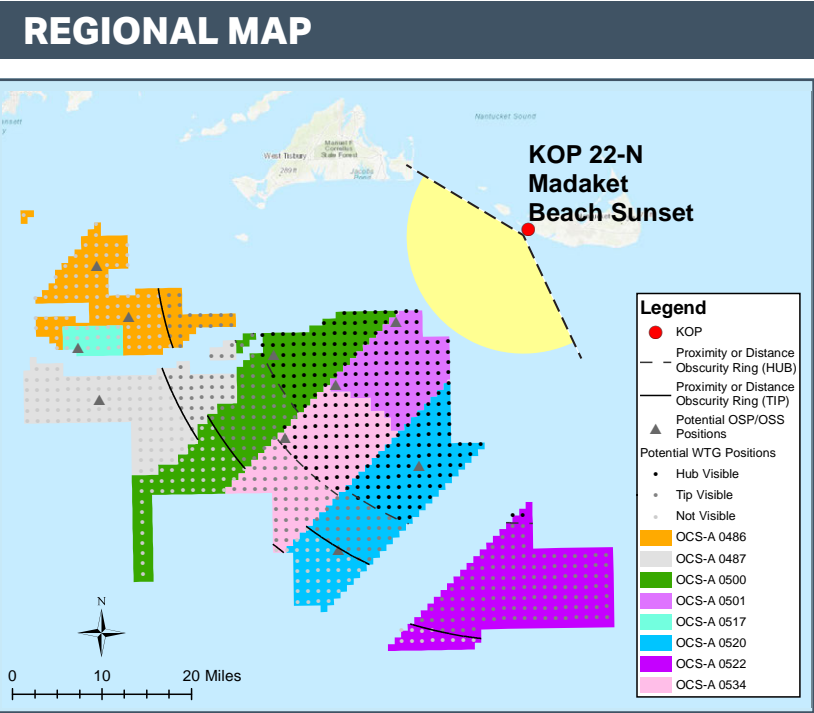 REGIONAL MAP
Nantucket Sound
West Tisbury
State Forest
KOP 22-N
Madaket
Beach Sunset
Legend
KOP
Proximity or Distance
Obscurity Ring (HUB)
Proximity or Distance
Obscurity Ring (TIP)
Potential OSP/OSS
Positions
Potential WTG Positions
Hub Visible
Tip Visible
Not Visible
OCS-A 0486
OCS-A 0487
OCS-A 0500
OCS-A 0501
OCS-A 0517
OCS-A 0520
OCS-A 0522
OCS-A 0534
N
0 10 20 Miles